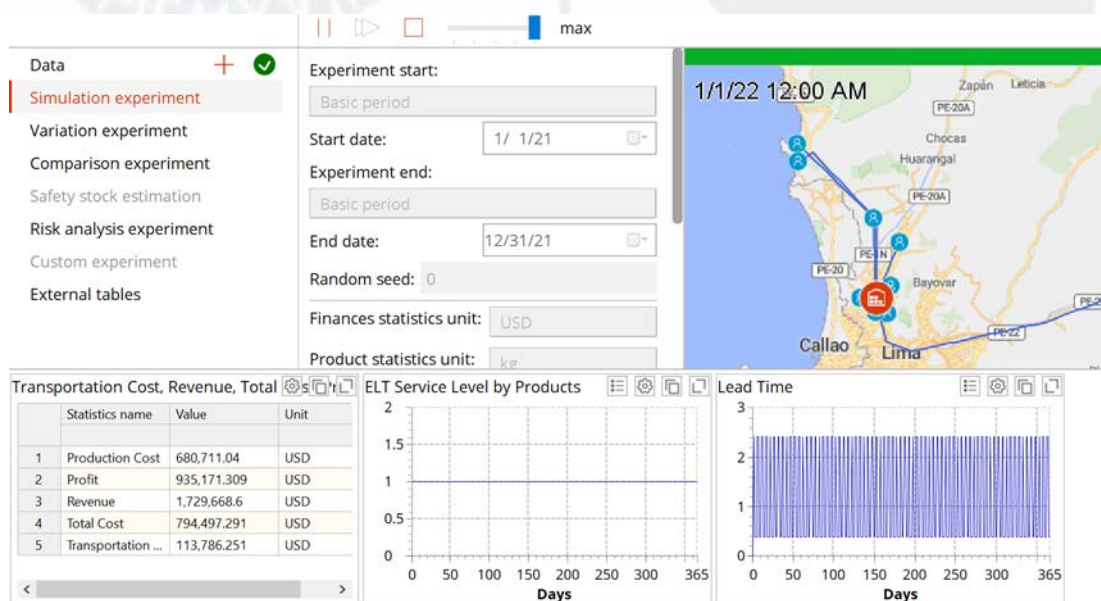 max
Data
Simulation experiment
Variation experiment
Comparison experiment
Safety stock estimation
Risk analysis experiment
Custom experiment
External tables
Experiment start:
Basic period
Start date: 1/ 1/21
Experiment end:
Basic period
End date: 12/31/21
Random seed: 0
Finances statistics unit: USD
Product statistics unit: kg
1/1/22 12:00 AM
Zapán Leticia
PE-20A
Chocas
Huarangal
PE-20A
PE-1N
PE-20
Bayovar
PE-22
Callao
Lima
Transportation Cost, Revenue, Total
Statistics name Value Unit
1 Production Cost 680,711.04 USD
2 Profit 935,171.309 USD
3 Revenue 1,729,668.6 USD
4 Total Cost 794,497.291 USD
5 Transportation ... 113,786.251 USD
ELT Service Level by Products
2
1.5
1
0.5
0
0 50 100 150 200 250 300 365
Days
Lead Time
3
2
1
0
0 50 100 150 200 250 300 365
Days